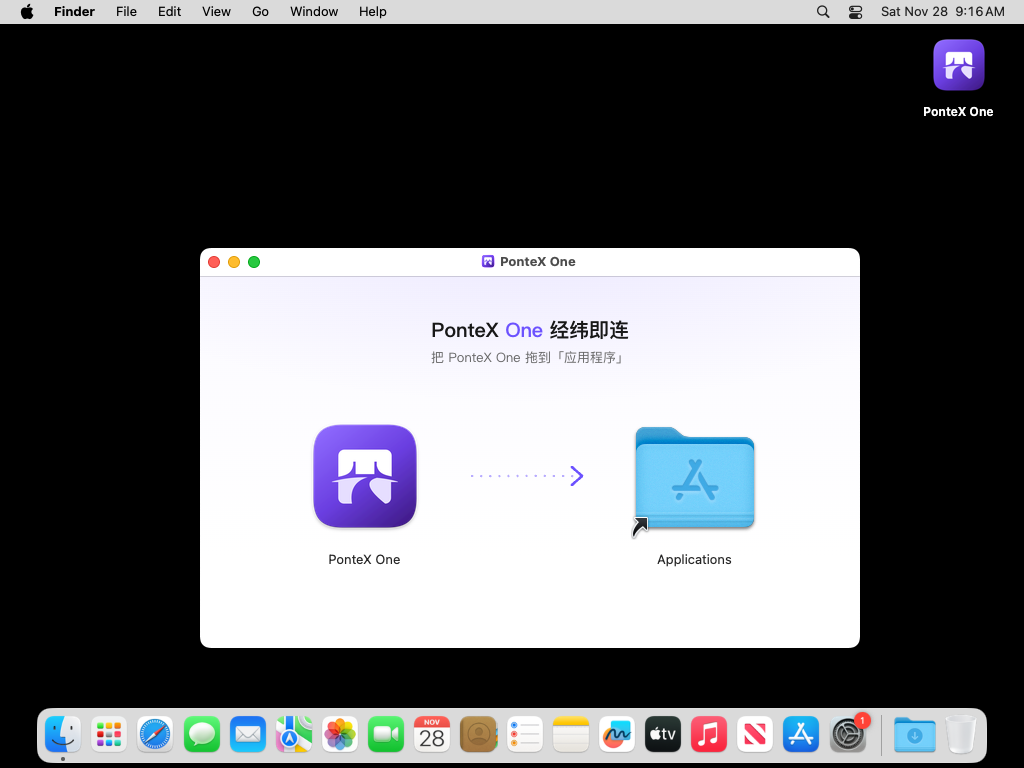 Finder File Edit View Go Window Help Sat Nov 28 9:16 AM
PonteX One
PonteX One
PonteX One 经纬即连
把 PonteX One 拖到「应用程序」
PonteX One
Applications
NOV
28
tv
1